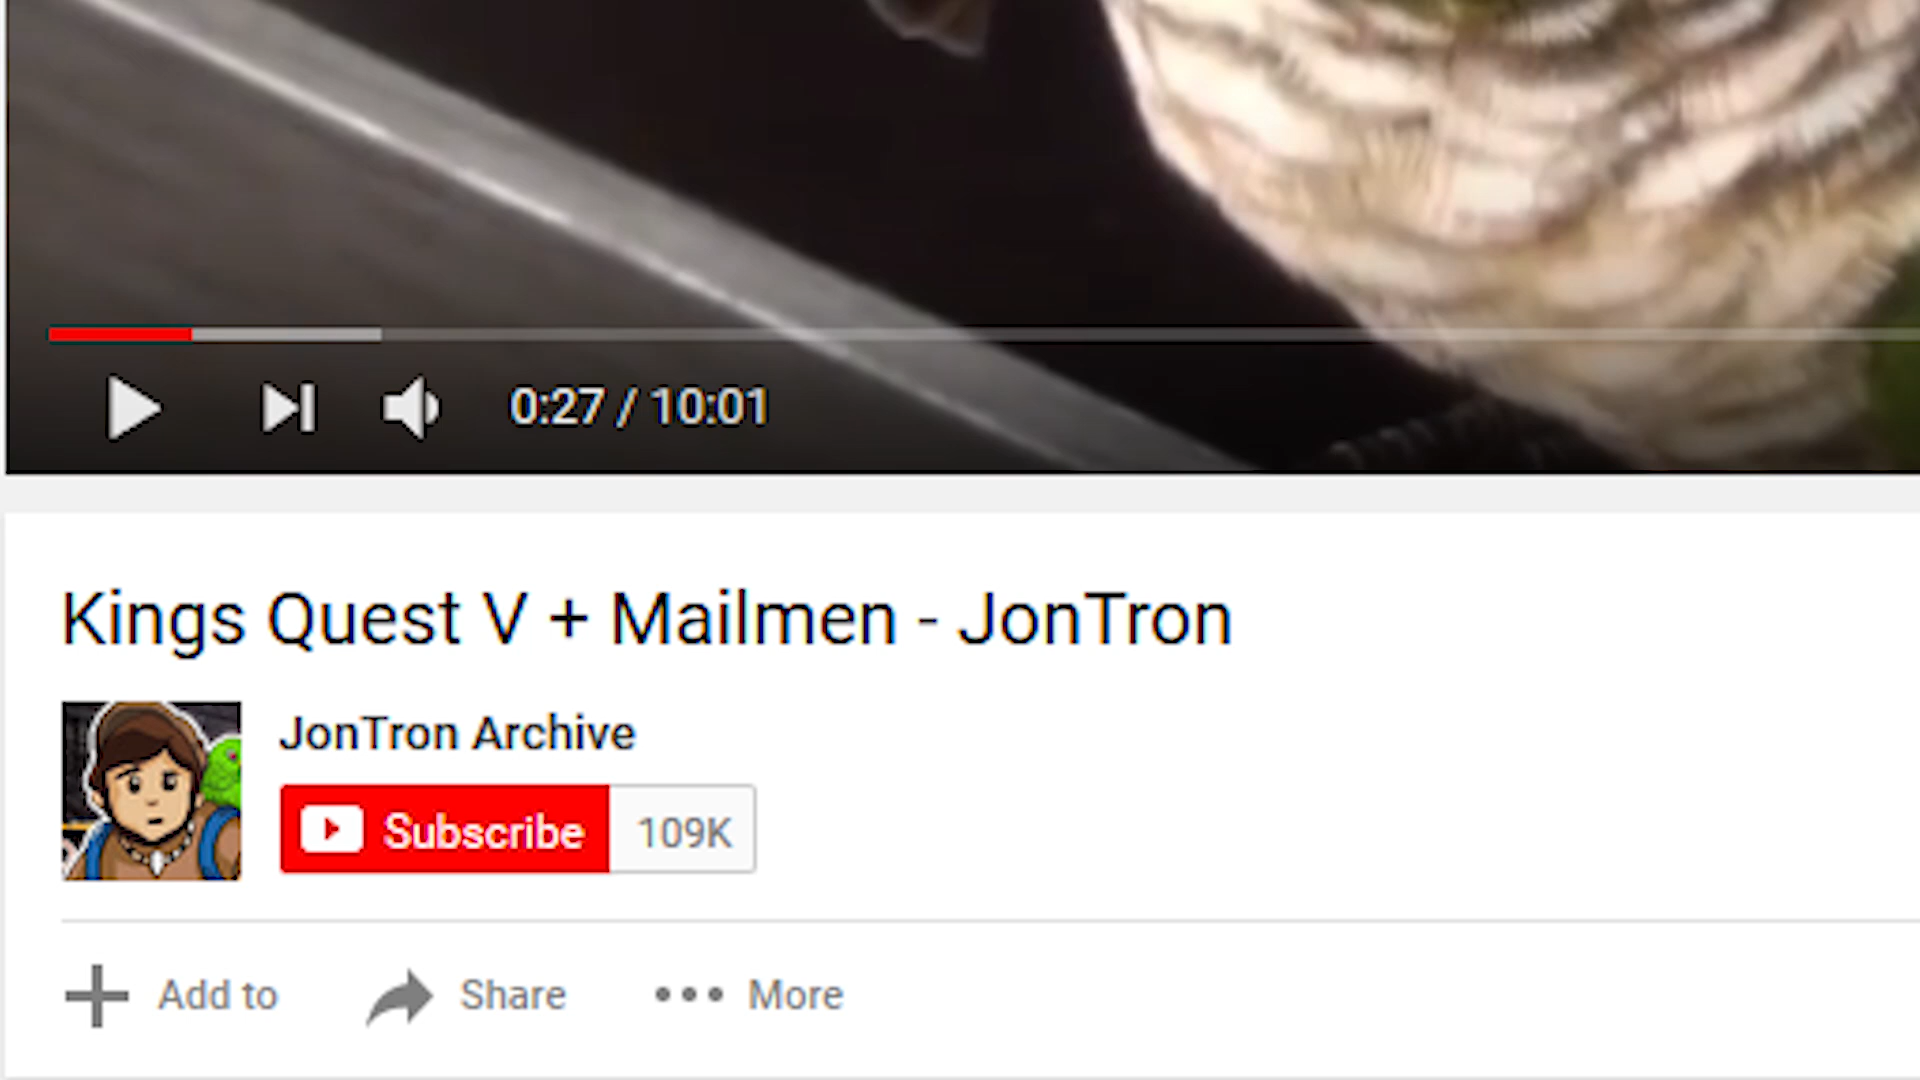 0:27 / 10:01
Kings Quest V + Mailmen - JonTron
JonTron Archive
Subscribe 109K
Add to Share More